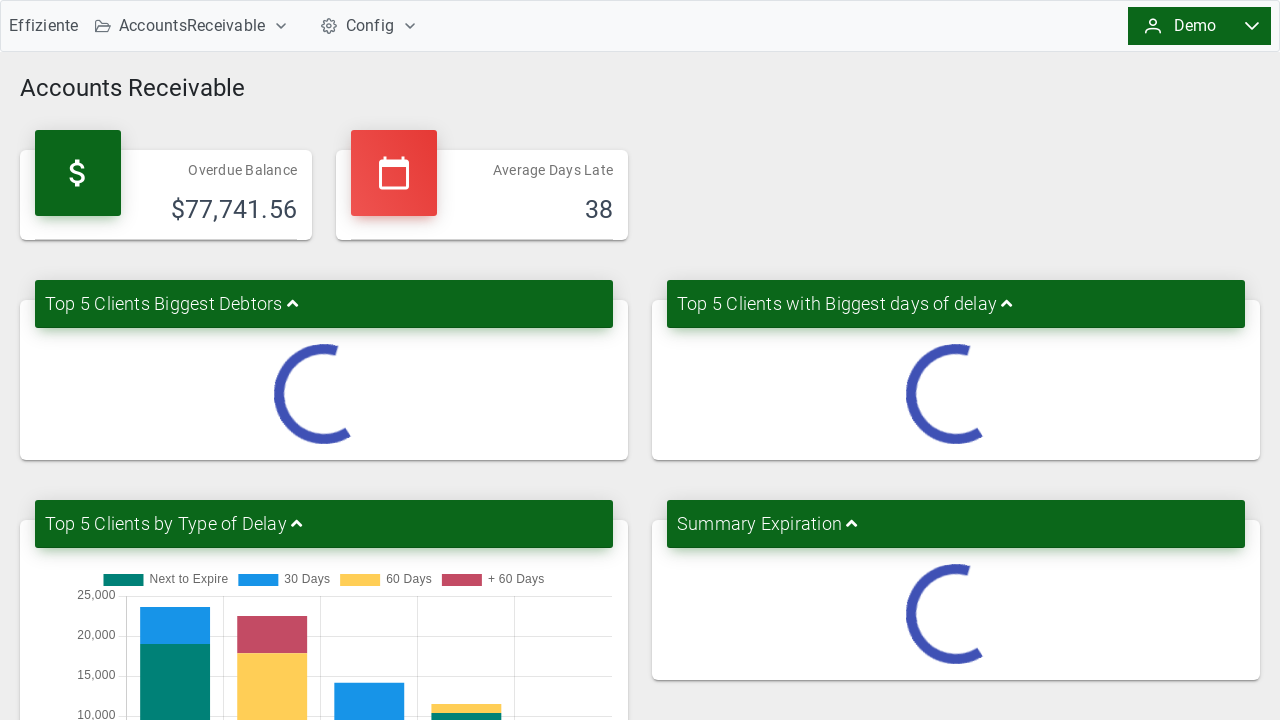 Effiziente AccountsReceivable Config Demo
Accounts Receivable
Overdue Balance
$77,741.56
Average Days Late
38
Top 5 Clients Biggest Debtors
Top 5 Clients with Biggest days of delay
Top 5 Clients by Type of Delay
Summary Expiration
Next to Expire 30 Days 60 Days + 60 Days
25,000
20,000
15,000
10,000